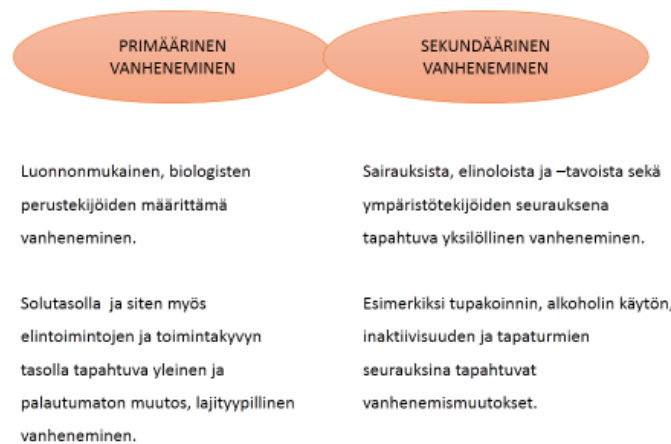 PRIMÄÄRINEN
VANHENEMINEN
SEKUNDÄÄRINEN
VANHENEMINEN
Luonnonmukainen, biologisten
perustekijöiden määrittämä
vanheneminen.
Solutasolla ja siten myös
elintoimintojen ja toimintakyvyn
tasolla tapahtuva yleinen ja
palautumaton muutos, lajityypillinen
vanheneminen.
Sairauksista, elinoloista ja –tavoista sekä
ympäristötekijöiden seurauksena
tapahtuva yksilöllinen vanheneminen.
Esimerkiksi tupakoinnin, alkoholin käytön,
inaktiivisuuden ja tapaturmien
seurauksina tapahtuvat
vanhenemismuutokset.